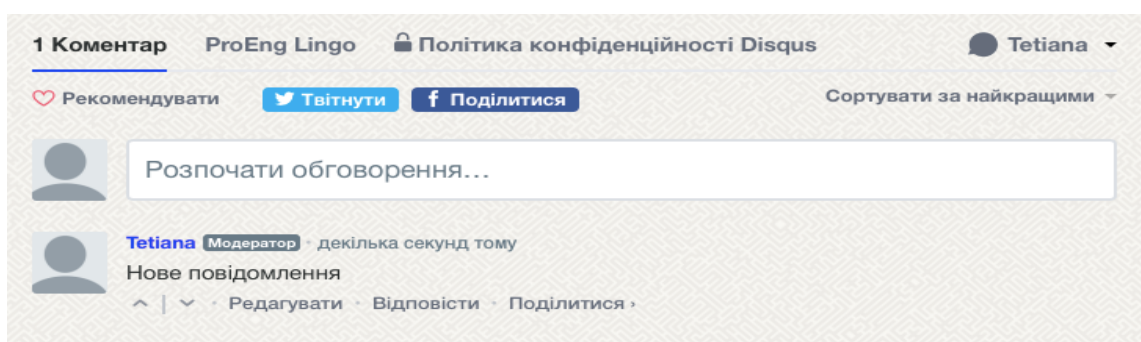 1 Коментар ProEng Lingo Політика конфіденційності Disqus Tetiana
Рекомендувати Твітнути f Поділитися Сортувати за найкращими
Розпочати обговорення...
Tetiana Модератор · декілька секунд тому
Нове повідомлення
· Редагувати · Відповісти · Поділитися ›